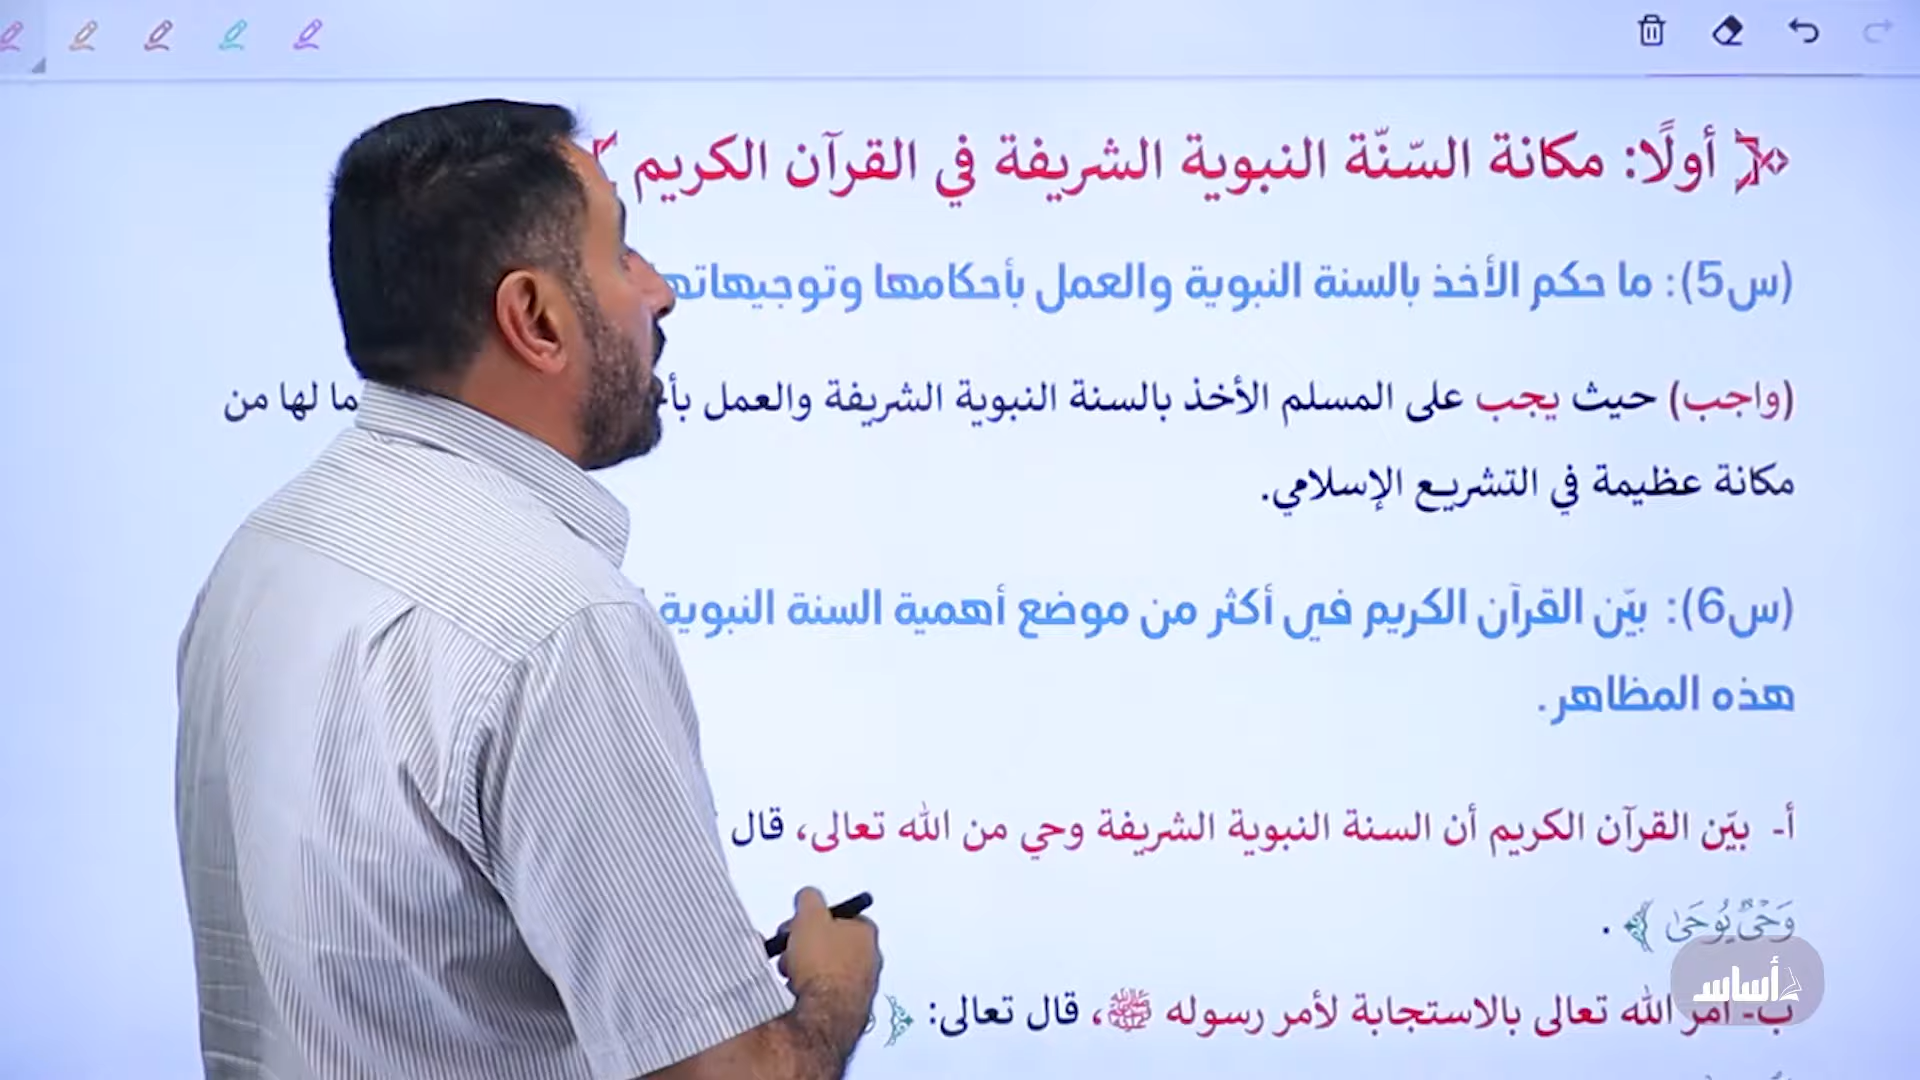 أولًا: مكانة السّنّة النبوية الشريفة في القرآن الكريم
(س5): ما حكم الأخذ بالسنة النبوية والعمل بأحكامها
(واجب) حيث يجب على المسلم الأخذ بالسنة النبوية الشريفة والعمل ما لها من
مكانة عظيمة في التشريع الإسلامي.
(س6): بيّن القرآن الكريم في أكثر من موضع أهمية السنة النبوية
هذه المظاهر.
أ- بيّن القرآن الكريم أن السنة النبوية الشريفة وحي من الله تعالى، قال
وَحْيٌ يُوحَىٰ ﴾ .
ب- أمر الله تعالى بالاستجابة لأمر رسوله ﷺ، قال تعالى: ﴿
أساس